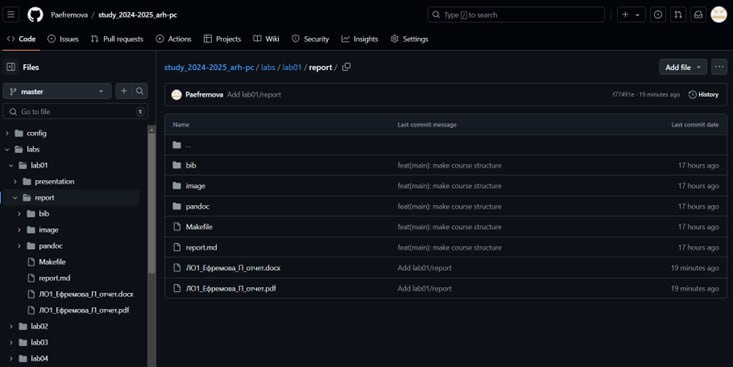 Paefremova / study_2024-2025_arh-pc
Type / to search
Code Issues Pull requests Actions Projects Wiki Security Insights Settings
Files
master
Go to file t
config
labs
lab01
presentation
report
bib
image
pandoc
Makefile
report.md
ЛО1_Ефремова_П_отчет.docx
ЛО1_Ефремова_П_отчет.pdf
lab02
lab03
lab04
study_2024-2025_arh-pc / labs / lab01 / report /
Add file
Paefremova Add lab01/report f77491e · 19 minutes ago History
Name Last commit message Last commit date
..
bib feat(main): make course structure 17 hours ago
image feat(main): make course structure 17 hours ago
pandoc feat(main): make course structure 17 hours ago
Makefile feat(main): make course structure 17 hours ago
report.md feat(main): make course structure 17 hours ago
ЛО1_Ефремова_П_отчет.docx Add lab01/report 19 minutes ago
ЛО1_Ефремова_П_отчет.pdf Add lab01/report 19 minutes ago